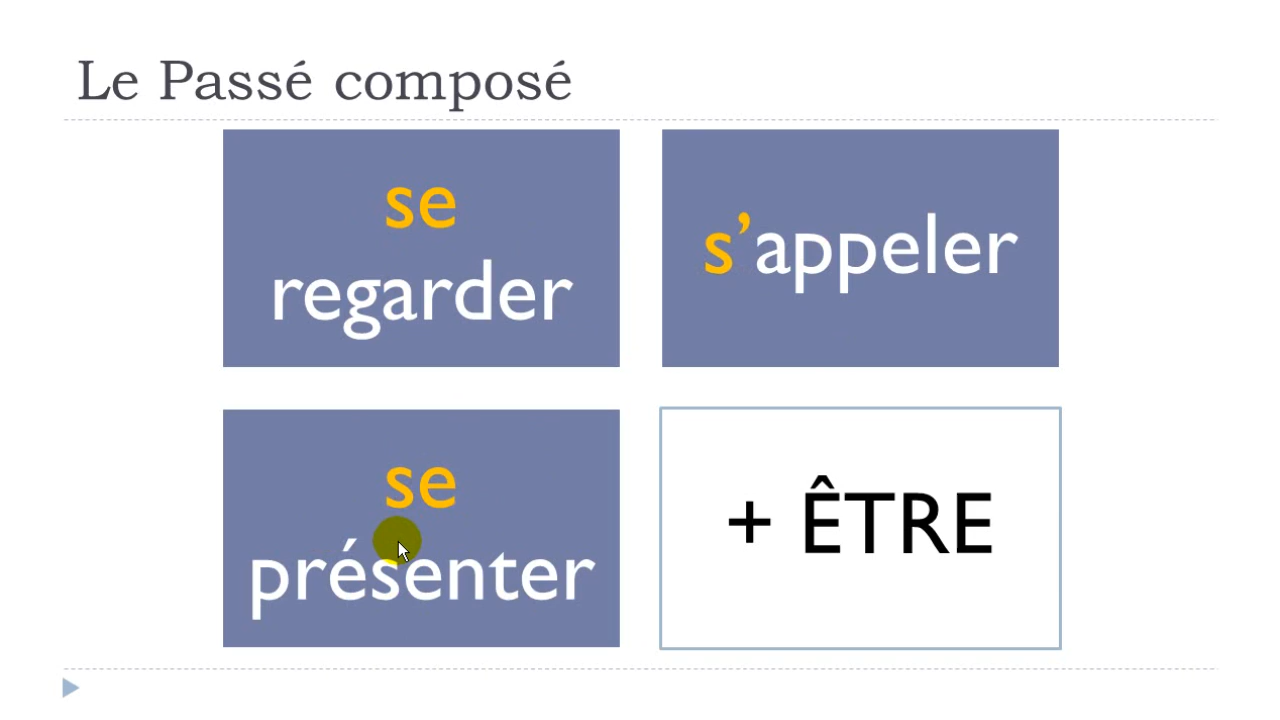 Le Passé composé
se
regarder
s’appeler
se
présenter
+ ÊTRE